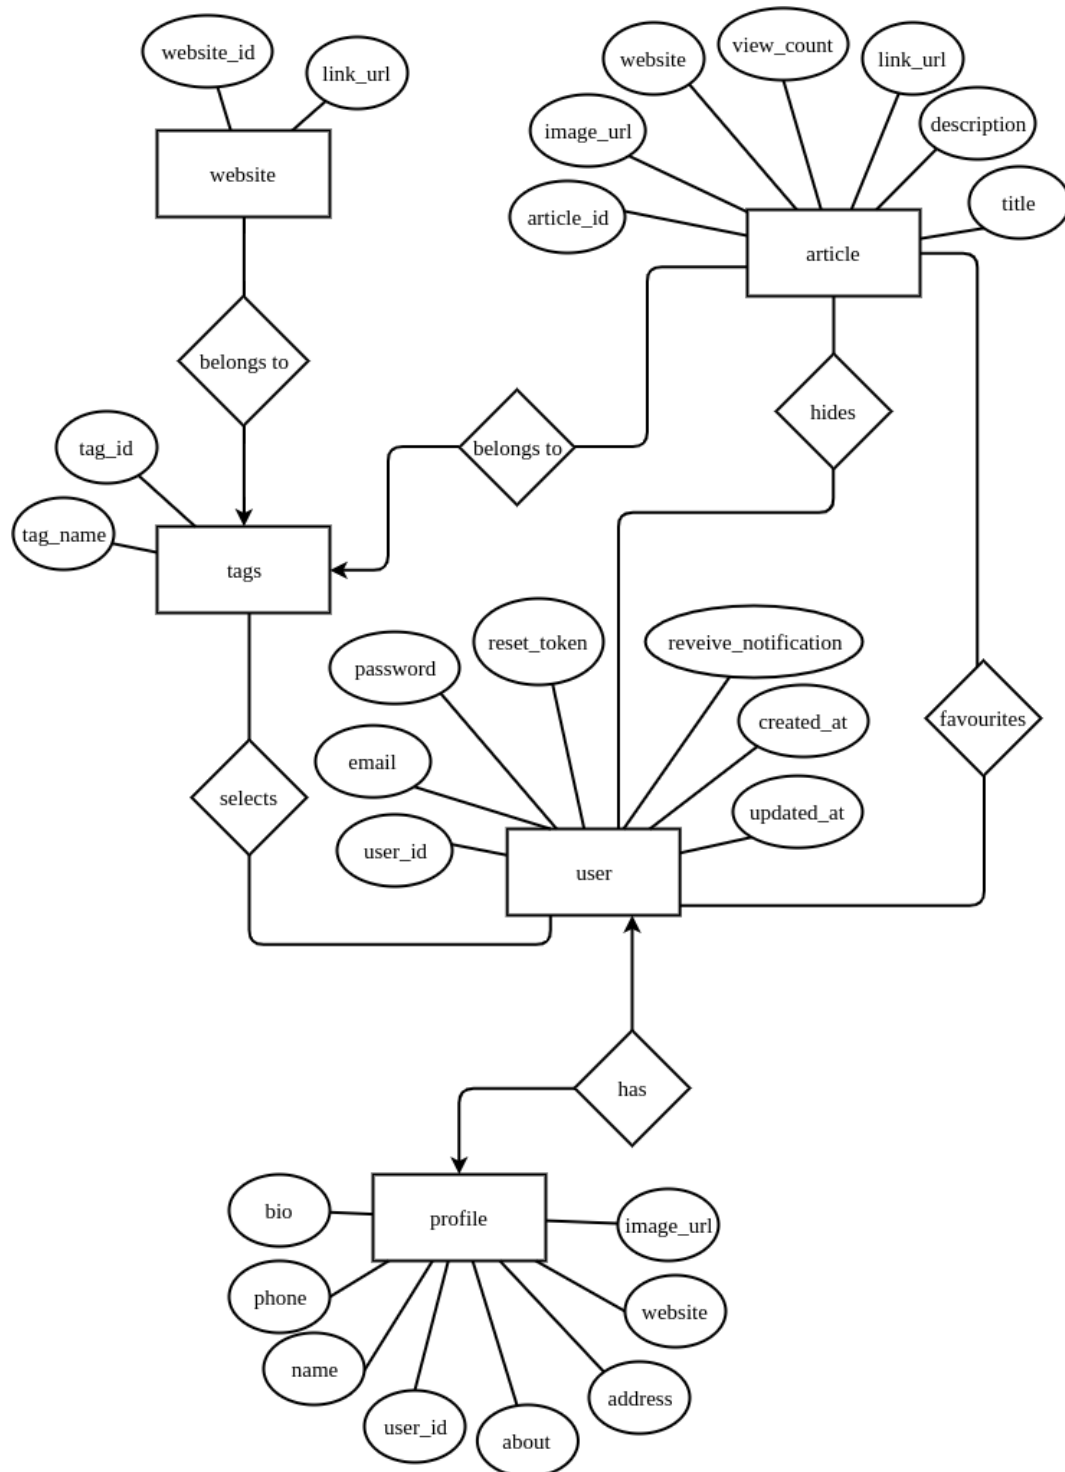 website_id
link_url
website
belongs to
tag_id
tag_name
tags
selects
website
view_count
link_url
image_url
description
article_id
title
article
belongs to
hides
favourites
password
reset_token
reveive_notification
email
created_at
user_id
updated_at
user
has
profile
bio
image_url
phone
website
name
address
user_id
about